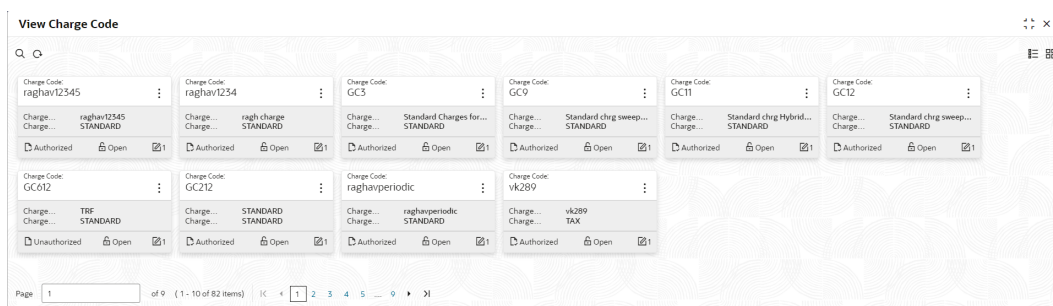 View Charge Code
Charge Code: Charge Code: Charge Code: Charge Code: Charge Code: Charge Code:
raghav12345 raghav1234 GC3 GC9 GC11 GC12
Charge... raghav12345 Charge... ragh charge Charge... Standard Charges for... Charge... Standard chrg sweep... Charge... Standard chrg Hybrid... Charge... Standard chrg sweep...
Charge... STANDARD Charge... STANDARD Charge... STANDARD Charge... STANDARD Charge... STANDARD Charge... STANDARD
Authorized Open 1 Authorized Open 1 Authorized Open 1 Authorized Open 1 Authorized Open 1 Authorized Open 1
Charge Code: Charge Code: Charge Code: Charge Code:
GC612 GC212 raghavperiodic vk289
Charge... TRF Charge... STANDARD Charge... raghavperiodic Charge... vk289
Charge... STANDARD Charge... STANDARD Charge... STANDARD Charge... TAX
Unauthorized Open 1 Authorized Open 1 Authorized Open 1 Authorized Open 1
Page 1 of 9 (1 - 10 of 82 items) 1 2 3 4 5 ... 9